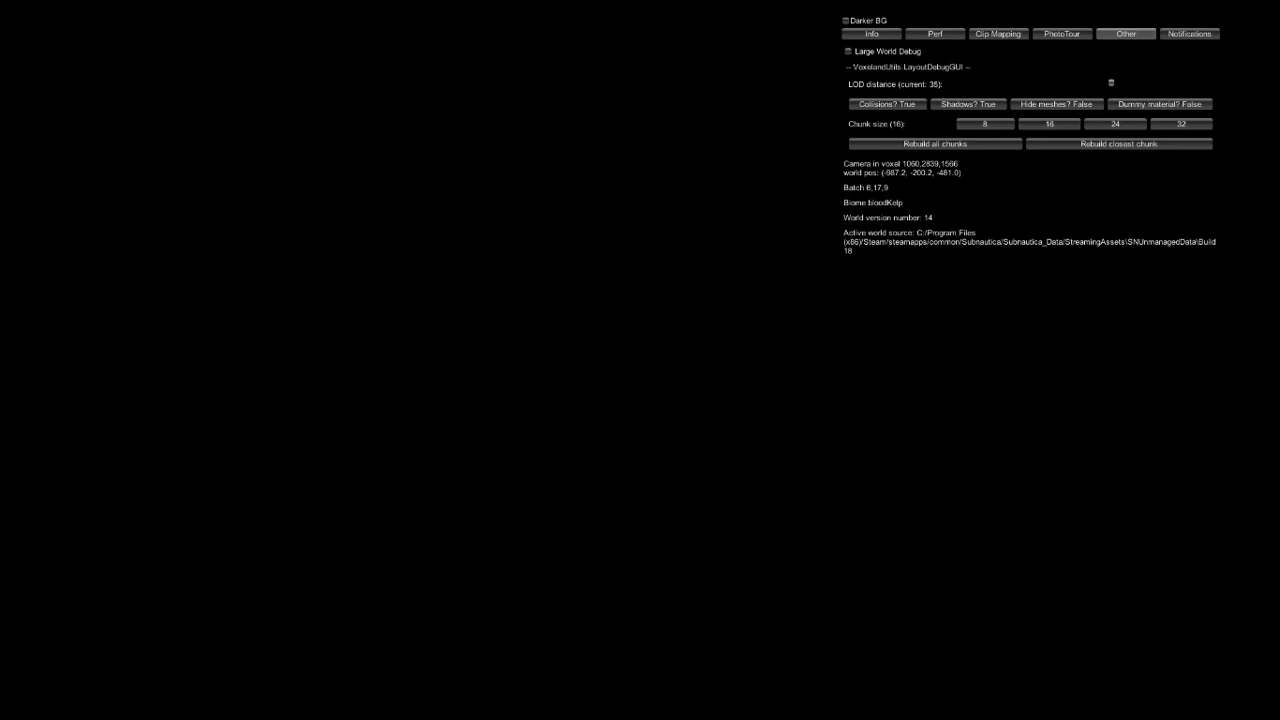 Darker BG
Info Perf Clip Mapping PhotoTour Other Notifications
Large World Debug
-- VoxelandUtils.LayoutDebugGUI --
LOD distance (current: 35):
Collisions? True Shadows? True Hide meshes? False Dummy material? False
Chunk size (16): 8 16 24 32
Rebuild all chunks Rebuild closest chunk
Camera in voxel 1060,2839,1566
world pos: (-987.2, -200.2, -481.0)
Batch 6,17,9
Biome bloodKelp
World version number: 14
Active world source: C:/Program Files
(x86)/Steam/steamapps/common/Subnautica/Subnautica_Data/StreamingAssets\SNUnmanagedData\Build
18